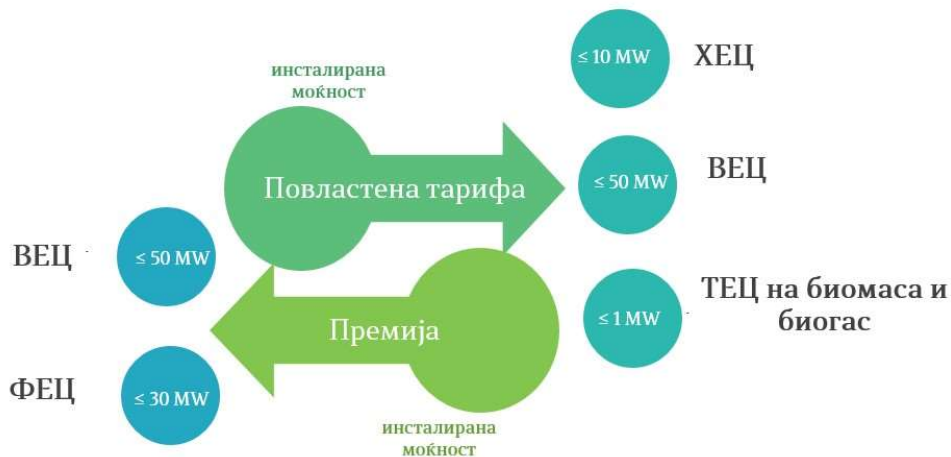 инсталирана
моќност
Повластена тарифа
≤ 10 MW
ХЕЦ
≤ 50 MW
ВЕЦ
≤ 1 MW
ТЕЦ на биомаса и
биогас
ВЕЦ
≤ 50 MW
ФЕЦ
≤ 30 MW
Премија
инсталирана
моќност